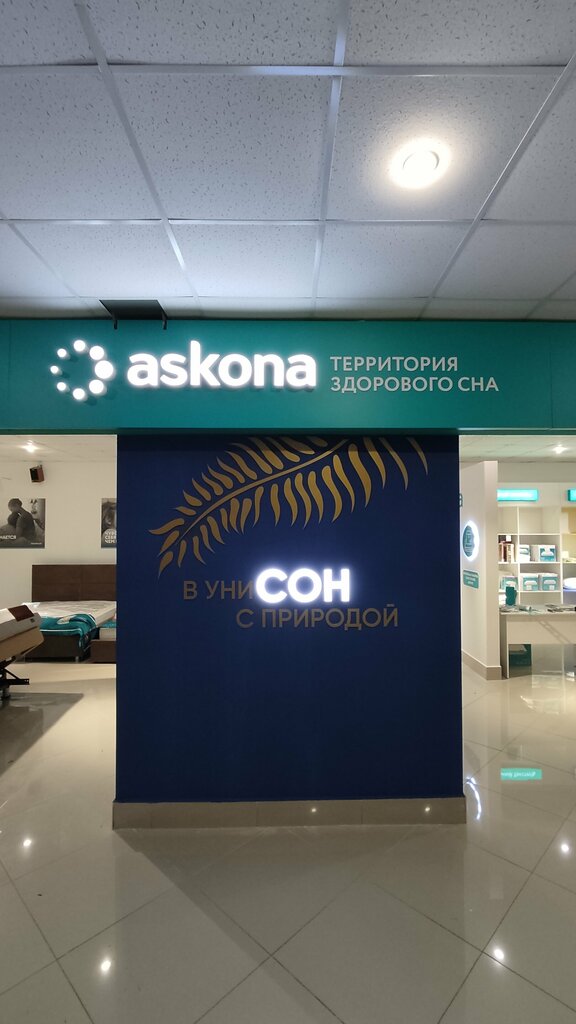 askona
ТЕРРИТОРИЯ
ЗДОРОВОГО СНА
В УНИСОН
С ПРИРОДОЙ